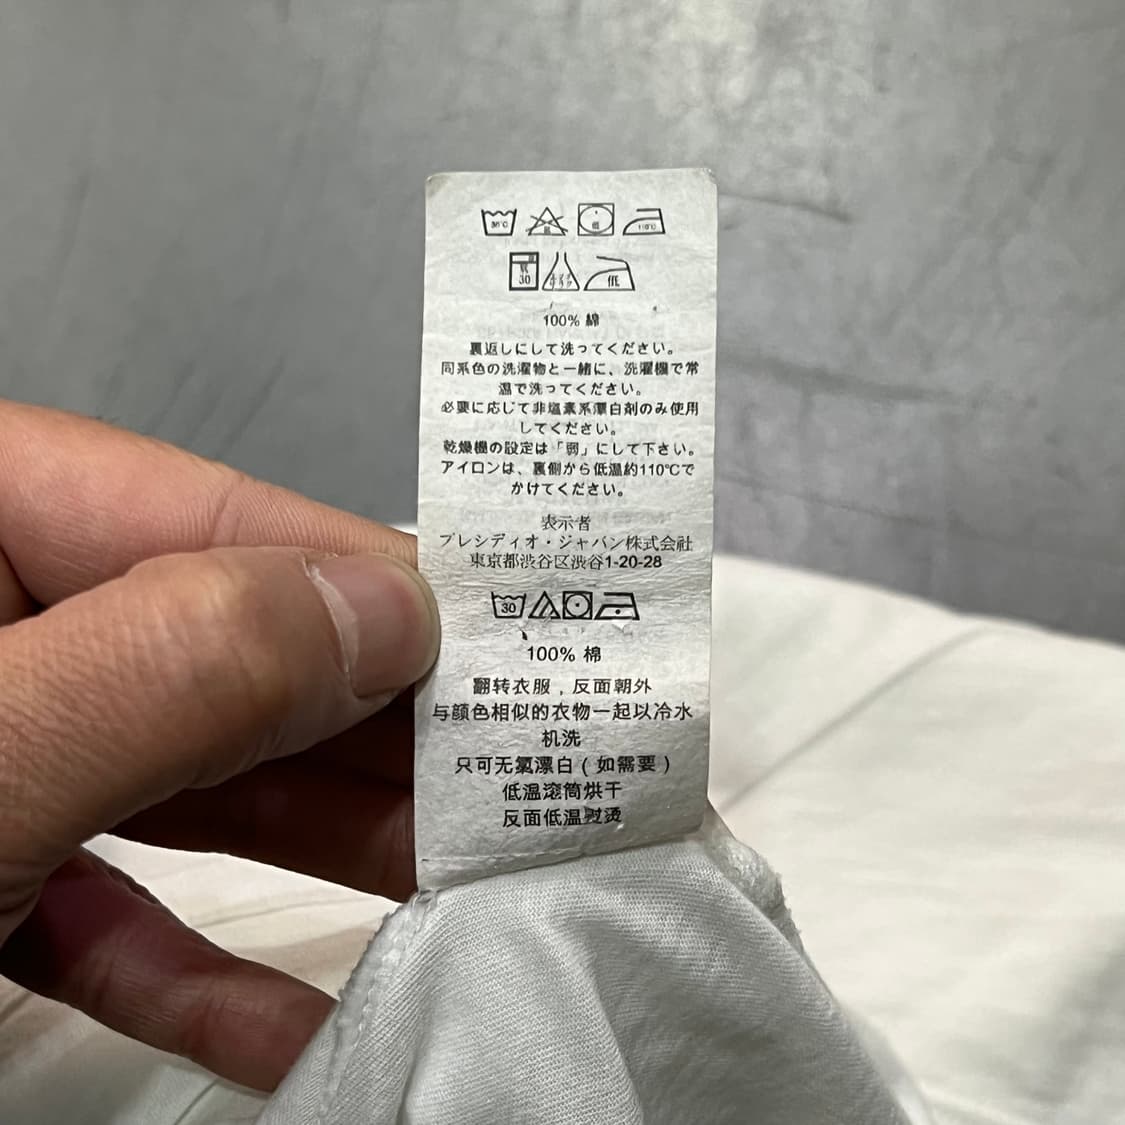 30°C 低 110°C
弱 30 低
100% 綿
裏返しにして洗ってください。
同系色の洗濯物と一緒に、洗濯機で常
温で洗ってください。
必要に応じて非塩素系漂白剤のみ使用
してください。
乾燥機の設定は「弱」にして下さい。
アイロンは、裏側から低温約110°Cで
かけてください。
表示者
プレシディオ・ジャパン株式会社
東京都渋谷区渋谷1-20-28
30
100% 棉
翻转衣服，反面朝外
与颜色相似的衣物一起以冷水
机洗
只可无氯漂白（如需要）
低温滚筒烘干
反面低温熨烫